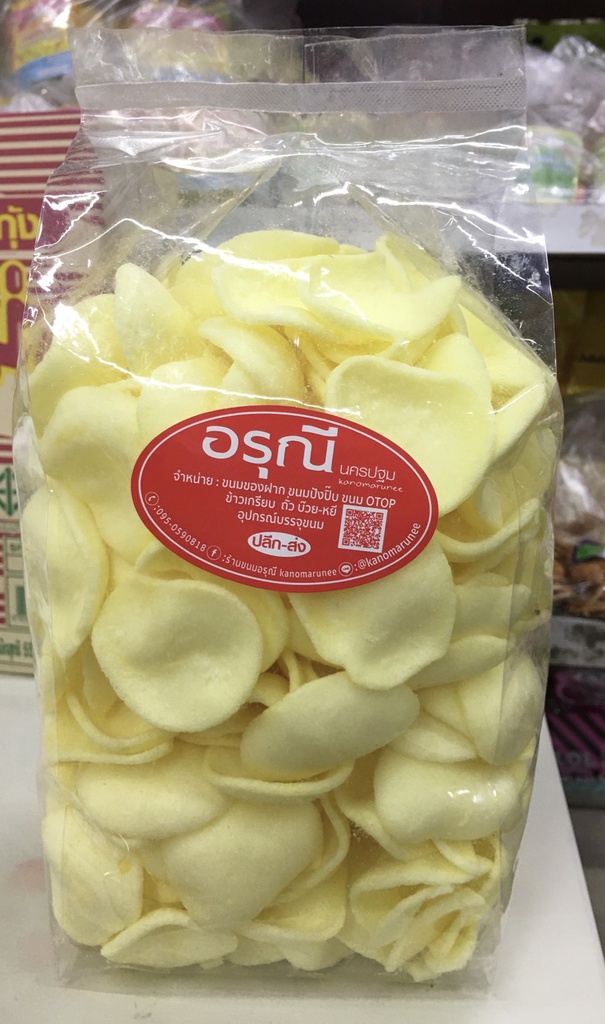 อรุณี นครปฐม
kanomarunee
จำหน่าย : ขนมของฝาก ขนมปังปี๊บ ขนม OTOP
ข้าวเกรียบ ถั่ว บ๊วย-หยี
อุปกรณ์บรรจุขนม
ปลีก-ส่ง
:095-0590818 f :ร้านขนมอรุณี kanomarunee :@kanomarunee
กุ้ง